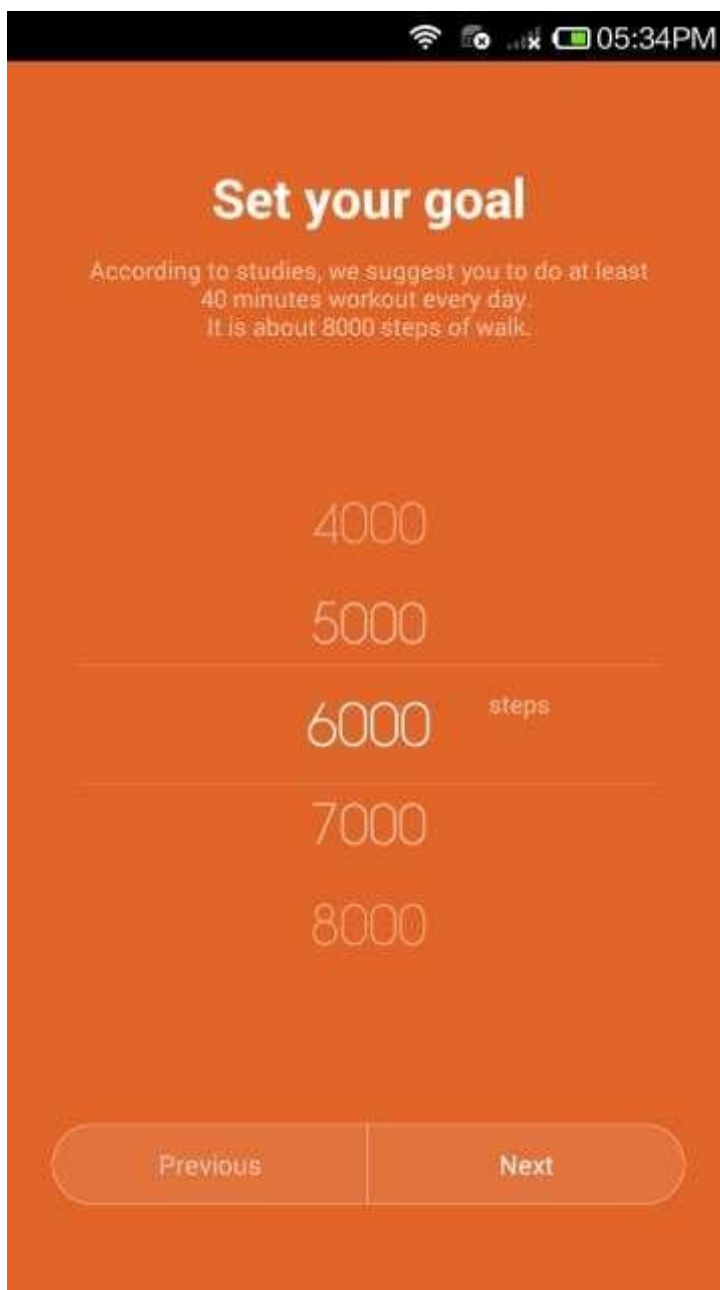 05:34PM
Set your goal
According to studies, we suggest you to do at least
40 minutes workout every day.
It is about 8000 steps of walk.
4000
5000
6000 steps
7000
8000
Previous Next